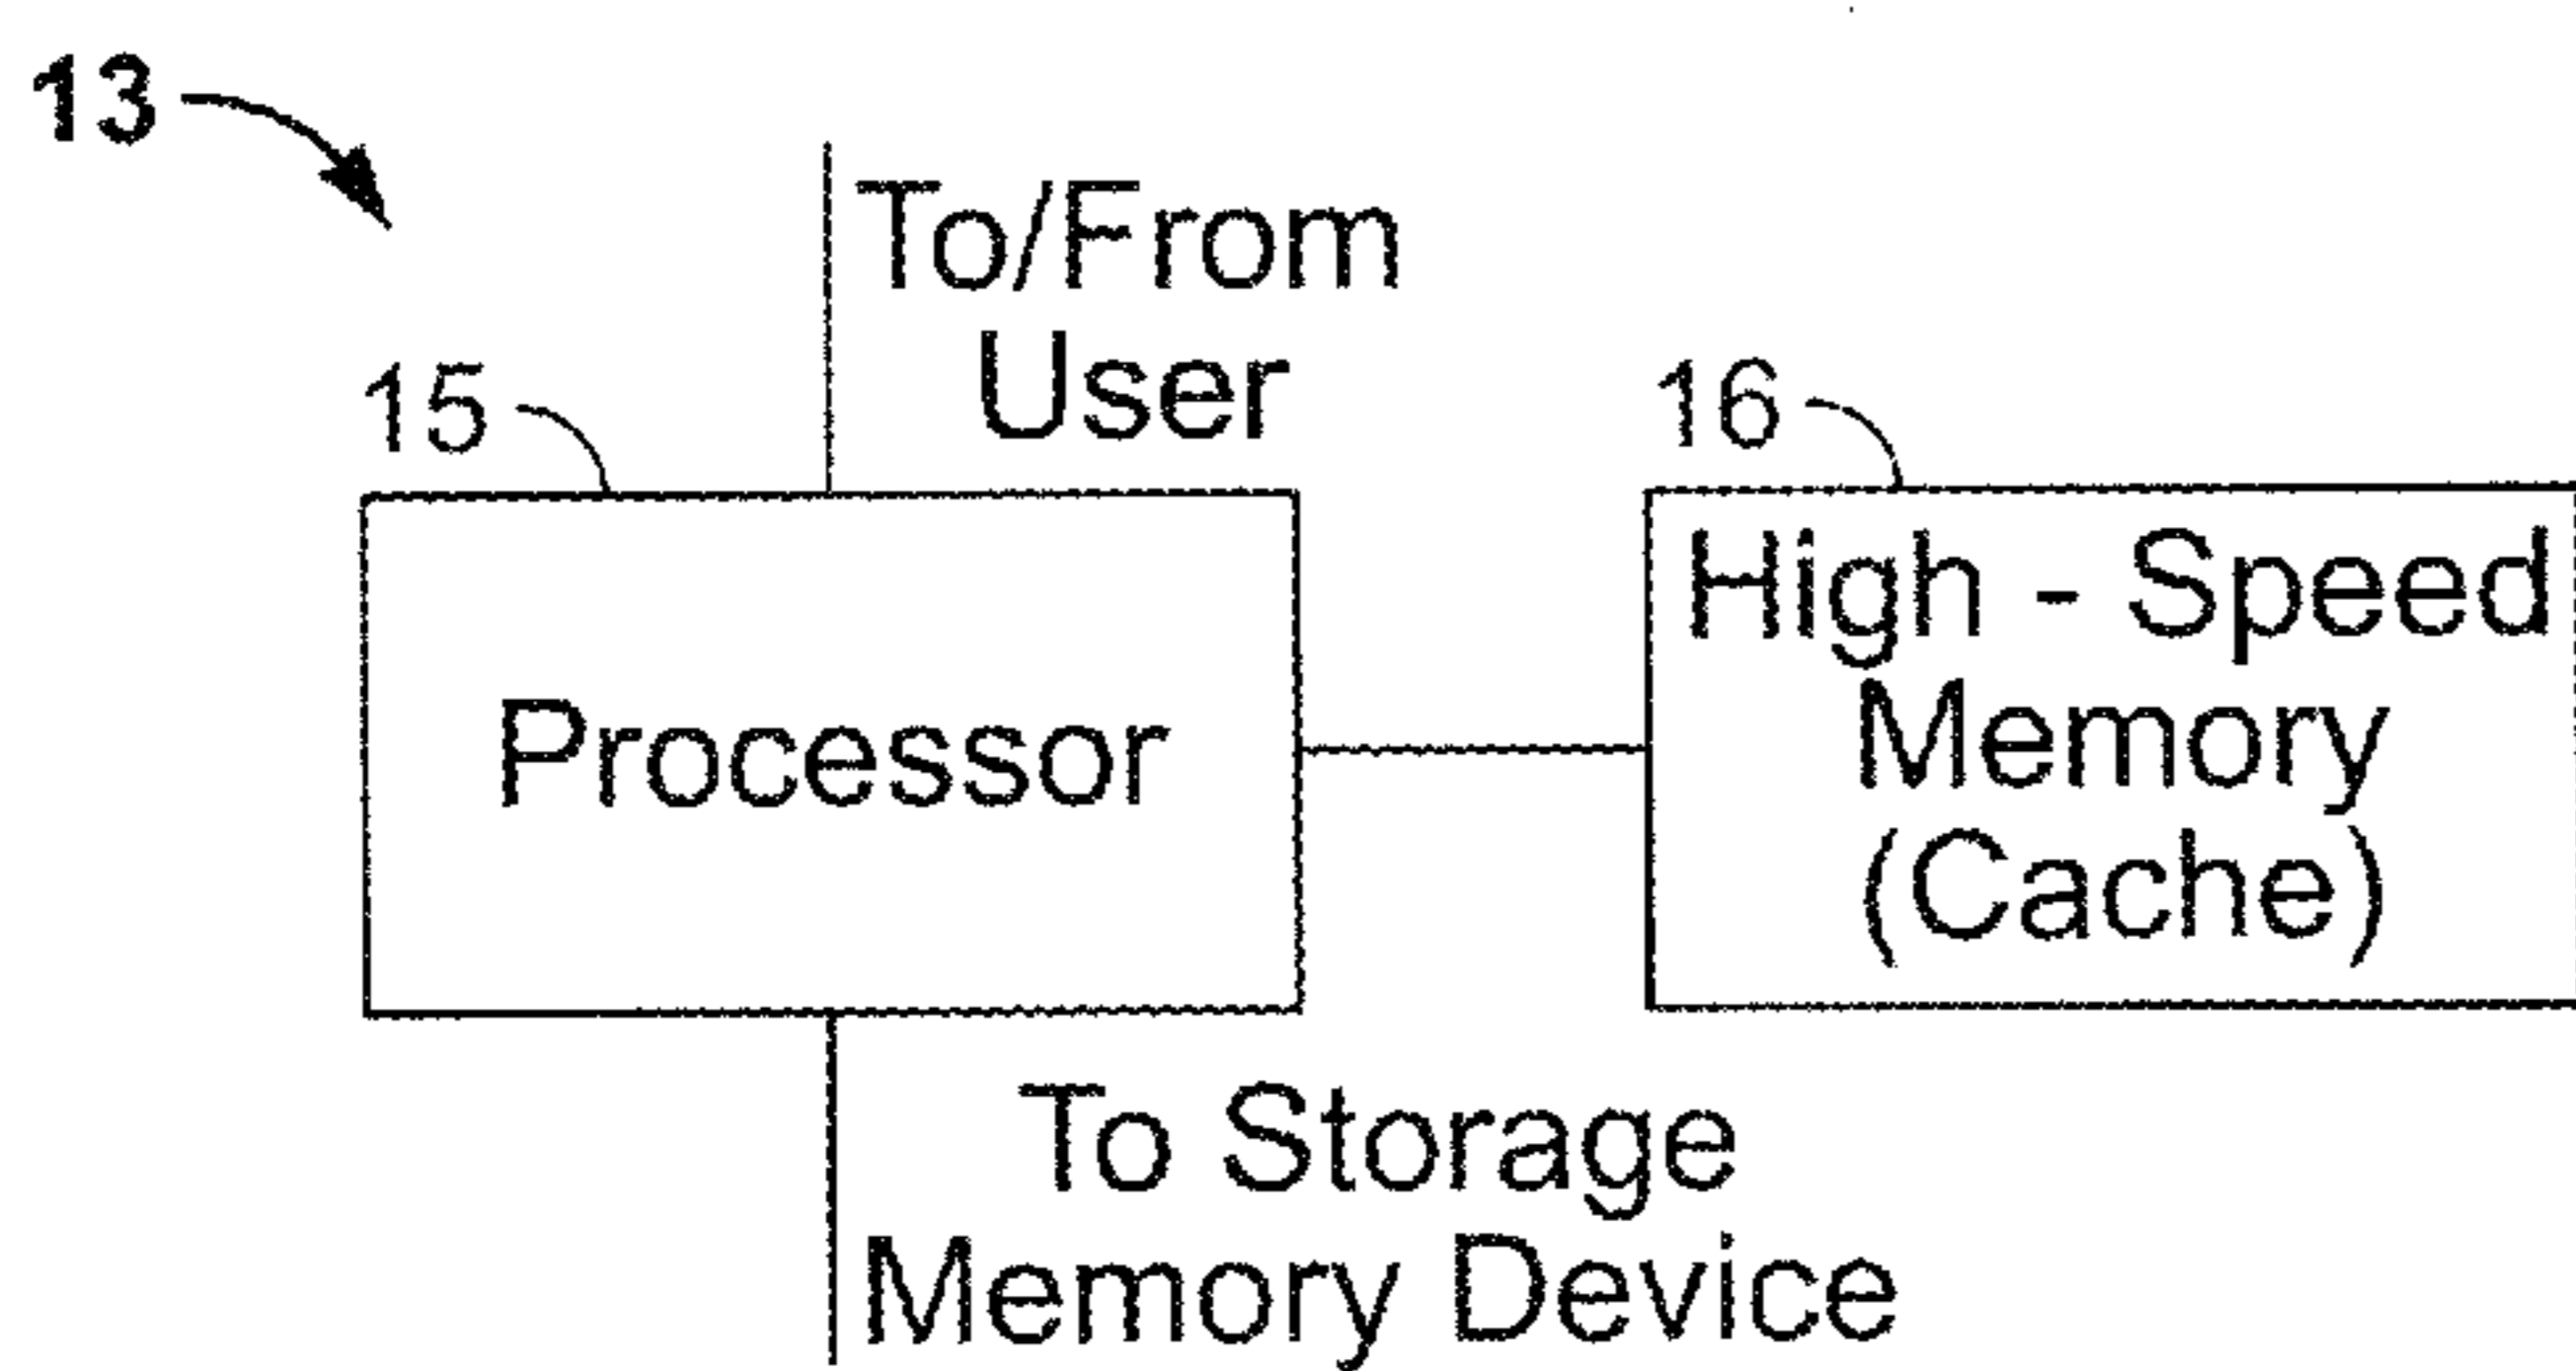 13
To/From
User
15
16
Processor
High - Speed
Memory
(Cache)
To Storage
Memory Device